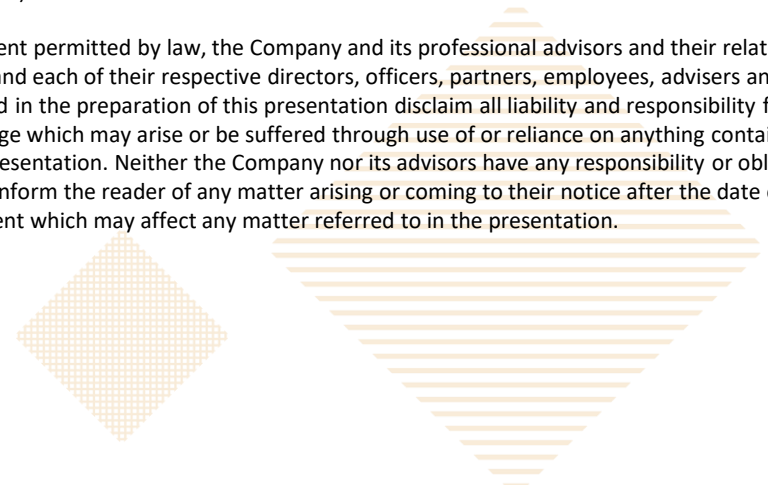 ent permitted by law, the Company and its professional advisors and their relat
and each of their respective directors, officers, partners, employees, advisers an
d in the preparation of this presentation disclaim all liability and responsibility f
ge which may arise or be suffered through use of or reliance on anything contai
esentation. Neither the Company nor its advisors have any responsibility or obl
nform the reader of any matter arising or coming to their notice after the date
ent which may affect any matter referred to in the presentation.